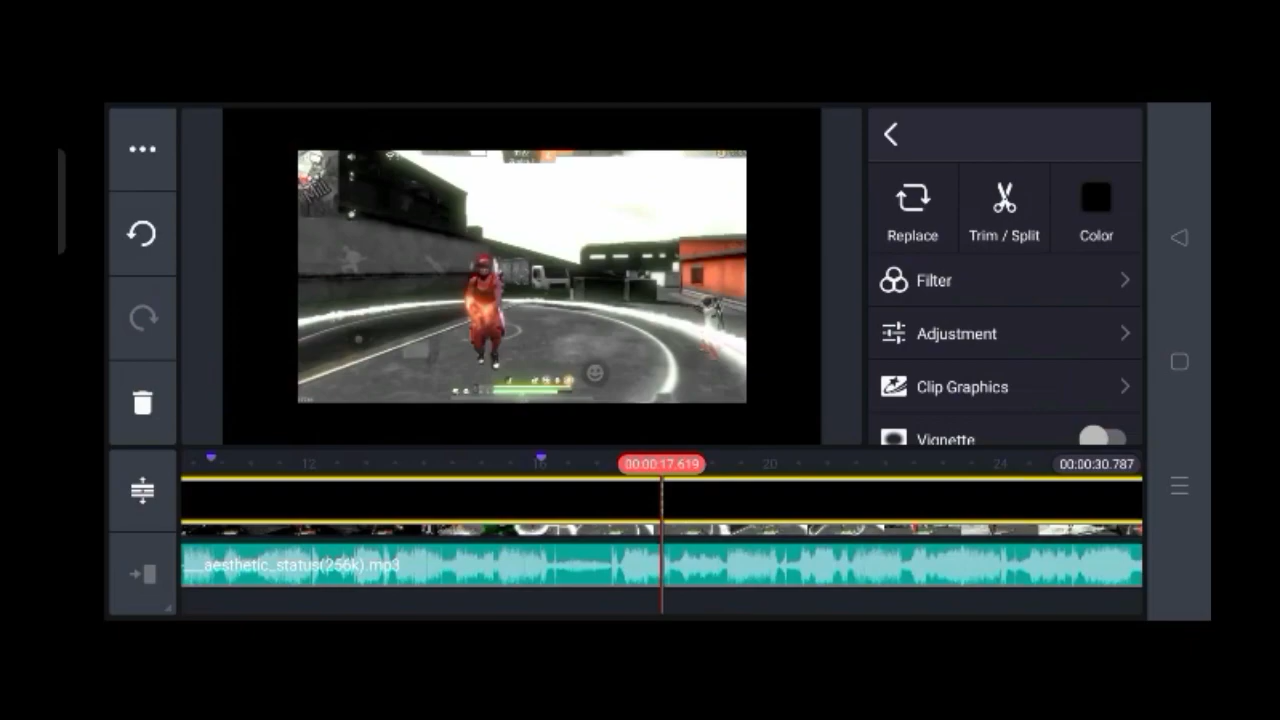 Replace
Trim / Split
Color
Filter
Adjustment
Clip Graphics
Vignette
12
16
00:00:17.619
20
24
00:00:30.787
__aesthetic_status(256k).mp3